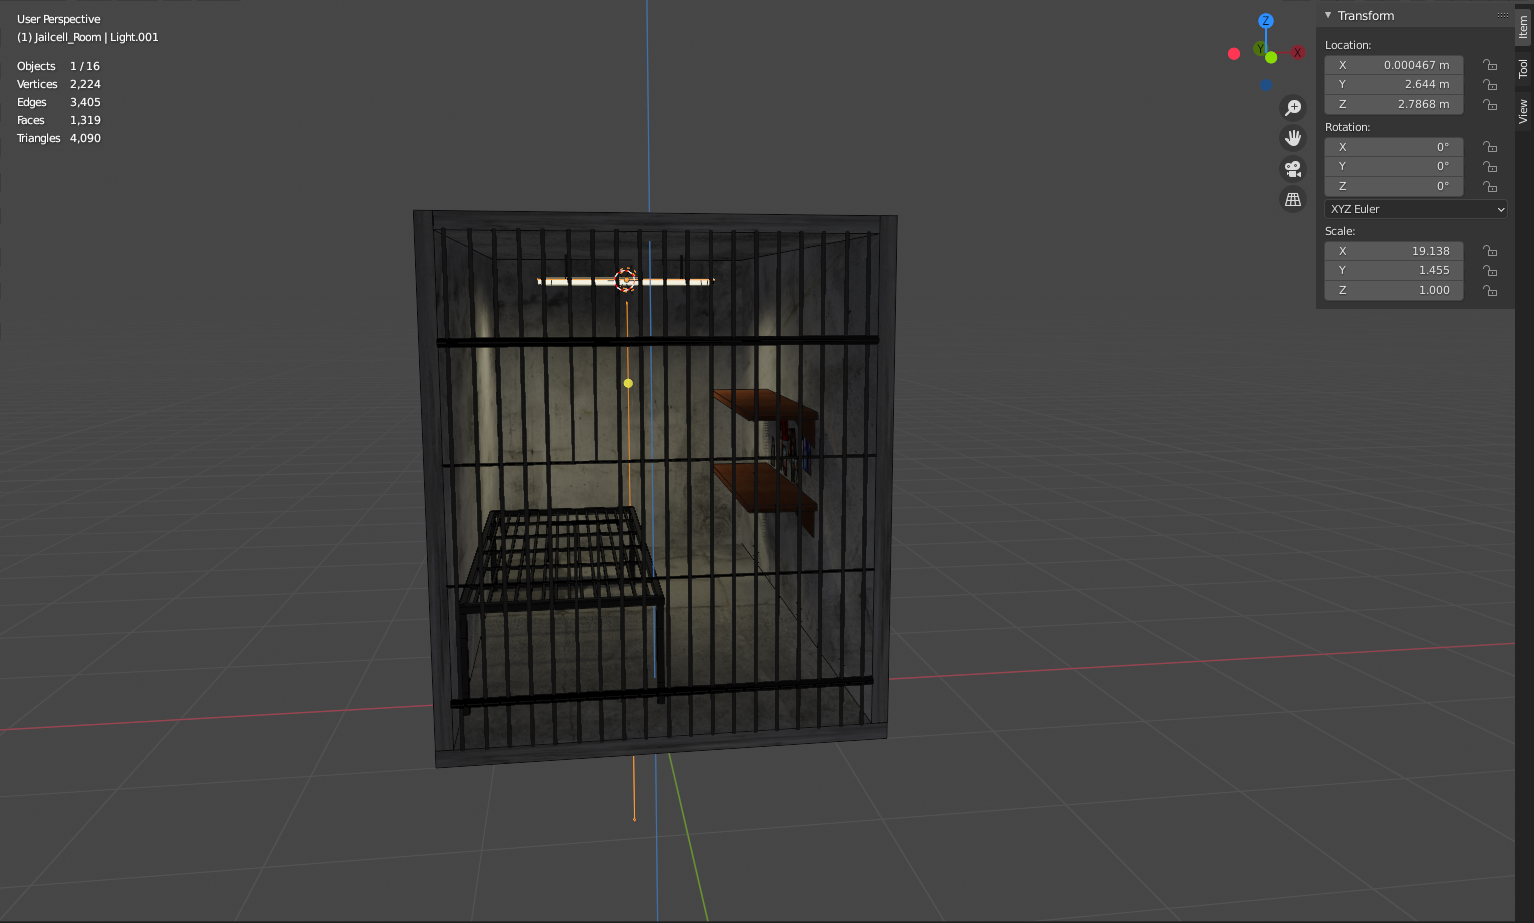 User Perspective
(1) Jailcell_Room | Light.001
Objects 1 / 16
Vertices 2,224
Edges 3,405
Faces 1,319
Triangles 4,090
Z
Y
X
Transform
Location:
X 0.000467 m
Y 2.644 m
Z 2.7868 m
Rotation:
X 0°
Y 0°
Z 0°
XYZ Euler
Scale:
X 19.138
Y 1.455
Z 1.000
Item
Tool
View